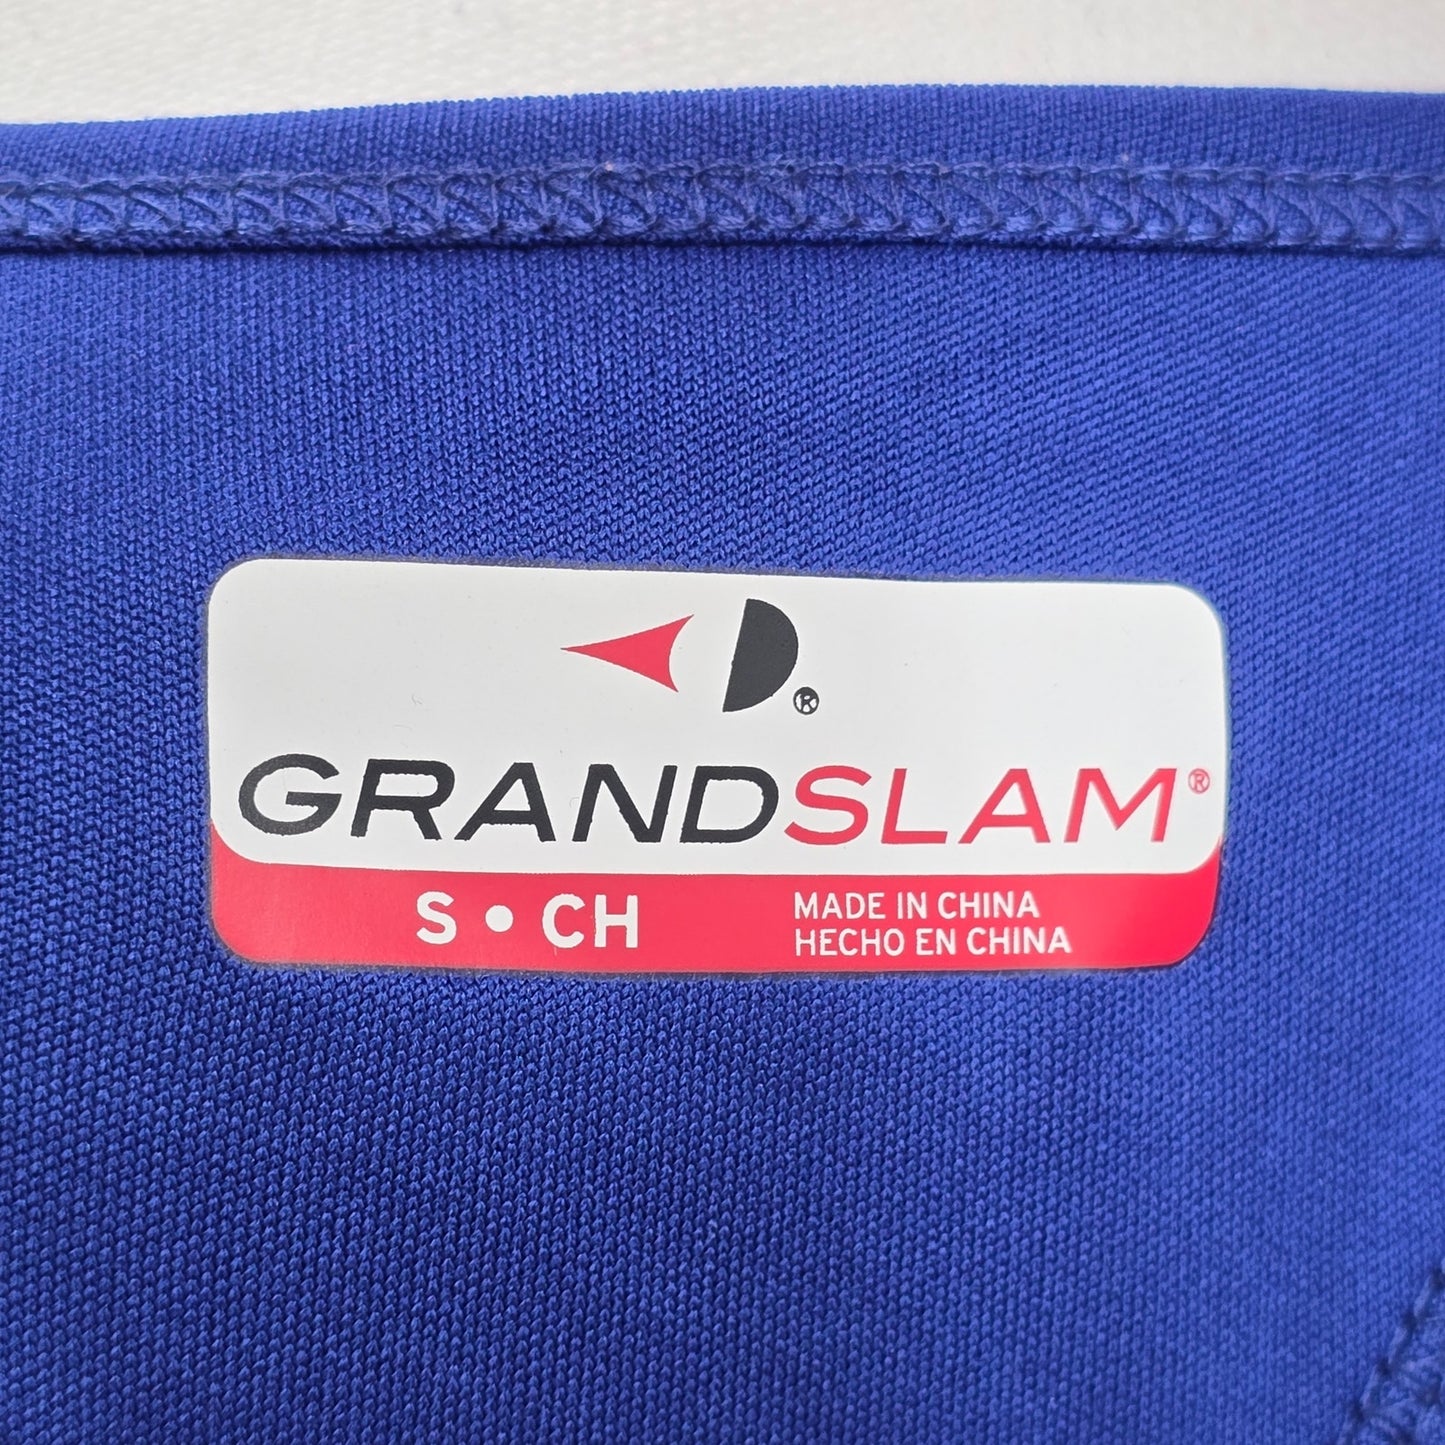 ®
GRANDSLAM®
S • CH
MADE IN CHINA
HECHO EN CHINA